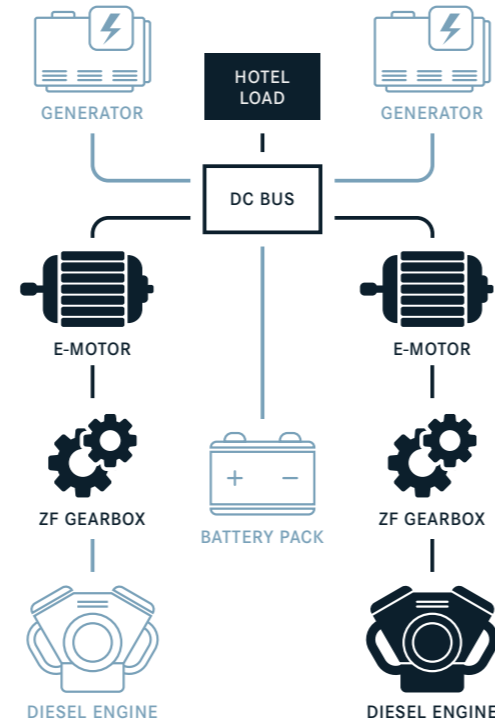 GENERATOR
HOTEL
LOAD
GENERATOR
DC BUS
E-MOTOR
E-MOTOR
+ −
ZF GEARBOX
BATTERY PACK
ZF GEARBOX
DIESEL ENGINE
DIESEL ENGINE